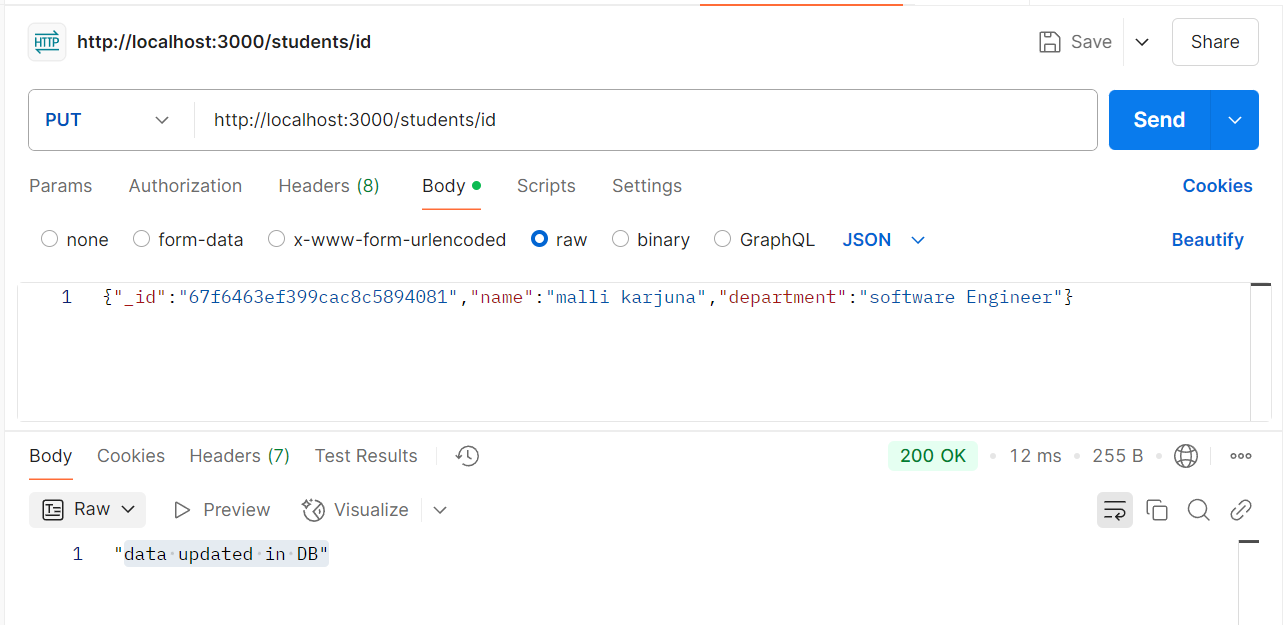 HTTP http://localhost:3000/students/id Save Share
PUT http://localhost:3000/students/id Send
Params Authorization Headers (8) Body Scripts Settings Cookies
none form-data x-www-form-urlencoded raw binary GraphQL JSON Beautify
1 {"_id":"67f6463ef399cac8c5894081","name":"malli karjuna","department":"software Engineer"}
Body Cookies Headers (7) Test Results 200 OK • 12 ms • 255 B •
Raw Preview Visualize
1 "data·updated·in·DB"